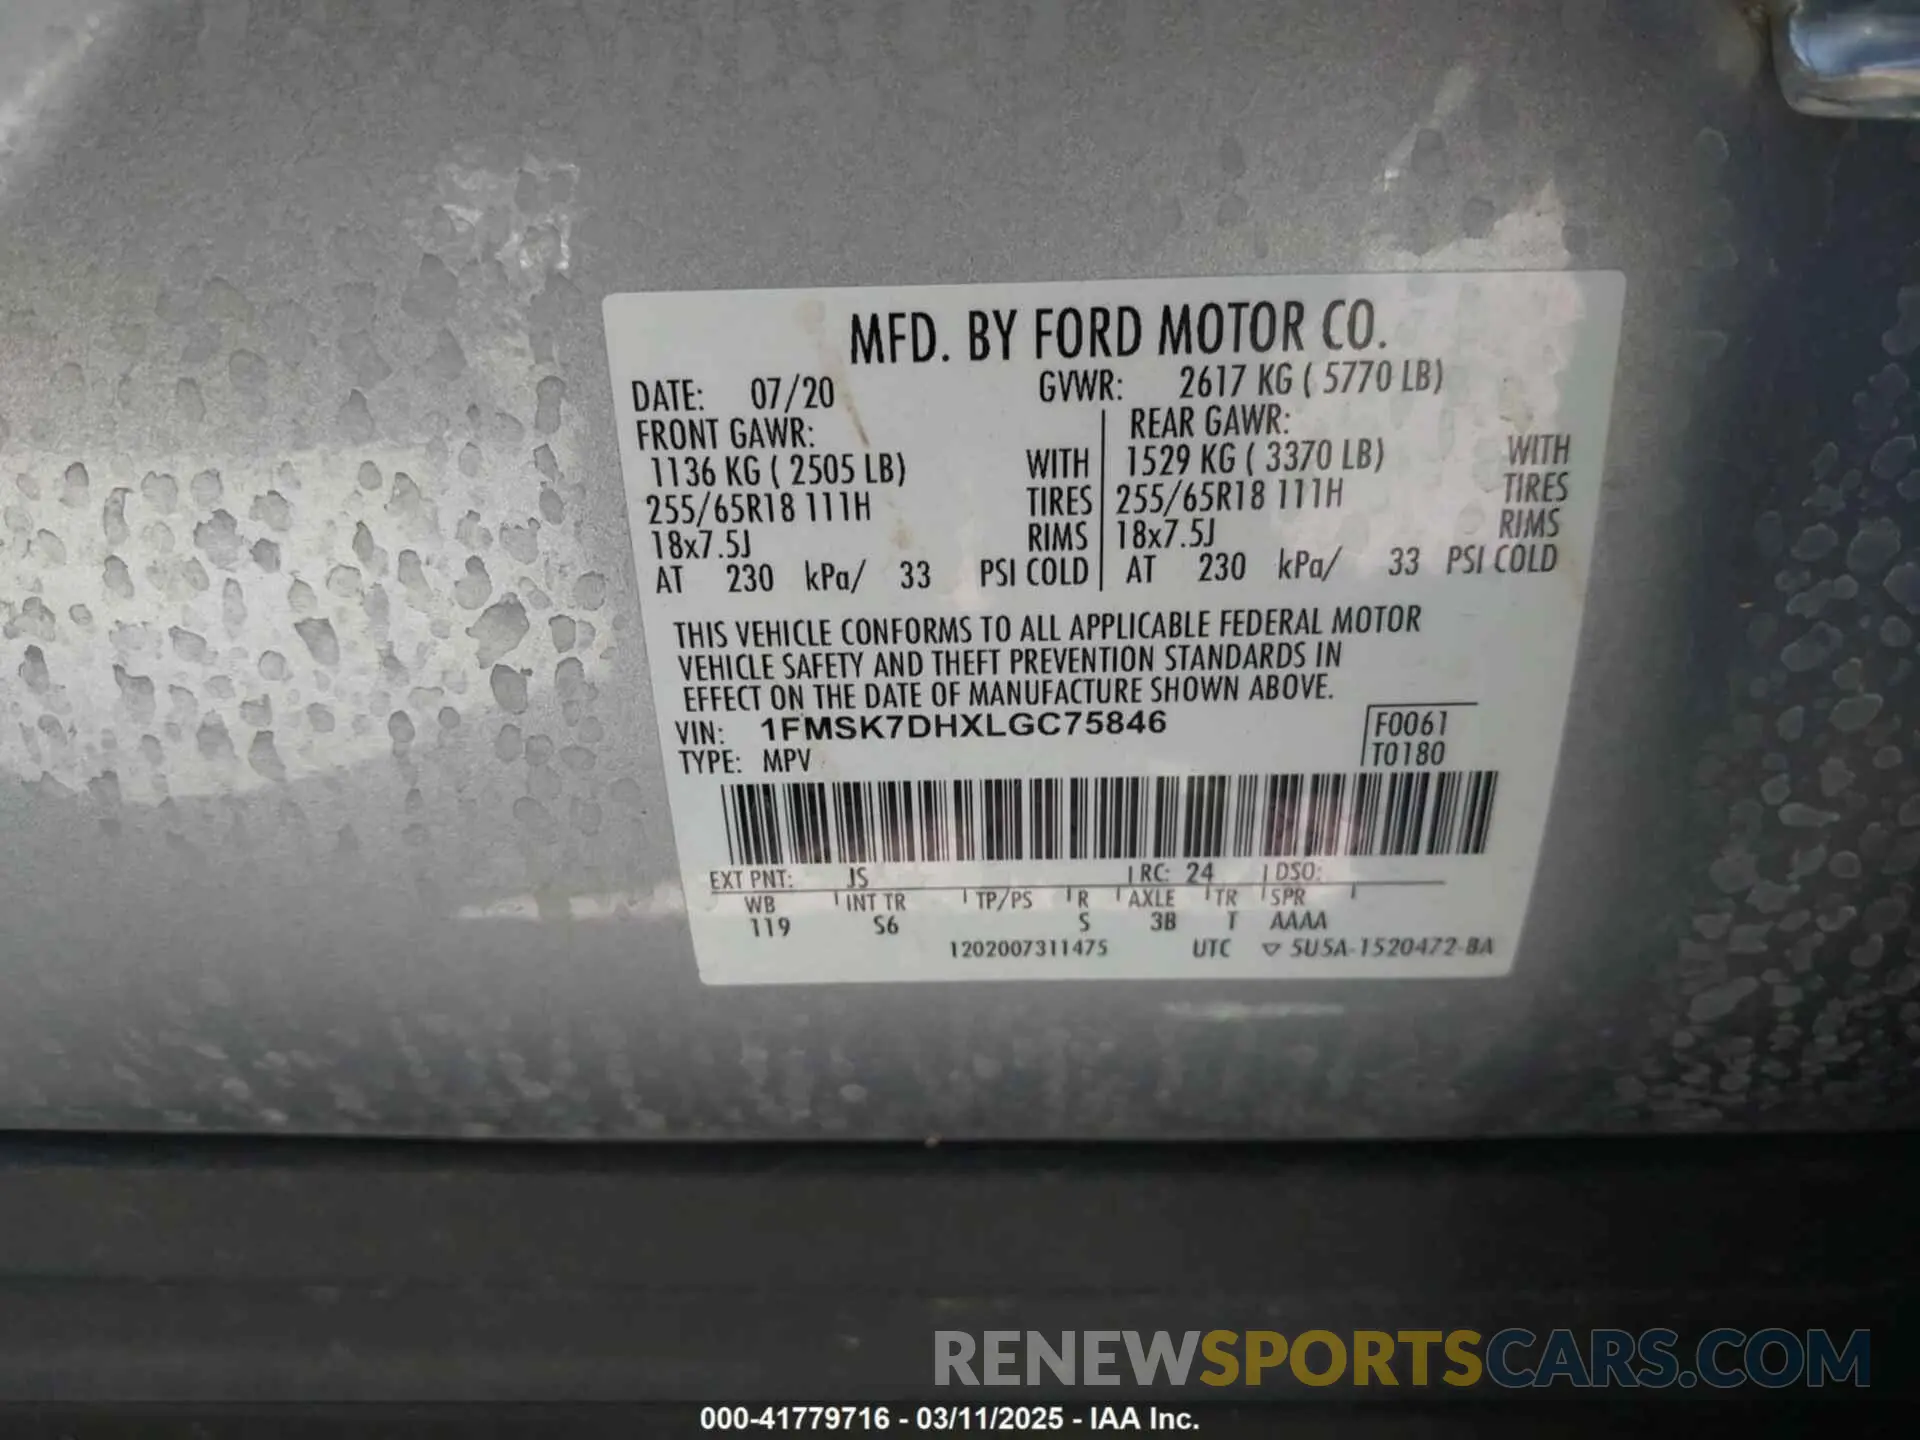 MFD. BY FORD MOTOR CO.
DATE: 07/20 GVWR: 2617 KG ( 5770 LB)
FRONT GAWR: REAR GAWR:
1136 KG ( 2505 LB) WITH 1529 KG ( 3370 LB) WITH
255/65R18 111H TIRES 255/65R18 111H TIRES
18x7.5J RIMS 18x7.5J RIMS
AT 230 kPa/ 33 PSI COLD AT 230 kPa/ 33 PSI COLD
THIS VEHICLE CONFORMS TO ALL APPLICABLE FEDERAL MOTOR
VEHICLE SAFETY AND THEFT PREVENTION STANDARDS IN
EFFECT ON THE DATE OF MANUFACTURE SHOWN ABOVE.
VIN: 1FMSK7DHXLGC75846 F0061
TYPE: MPV T0180
EXT PNT: JS RC: 24 DSO:
WB INT TR TP/PS R AXLE TR SPR
119 S6 S 3B T AAAA
1202007311475 UTC ▽ 5U5A-1520472-BA
RENEWSPORTSCARS.COM
000-41779716 - 03/11/2025 - IAA Inc.